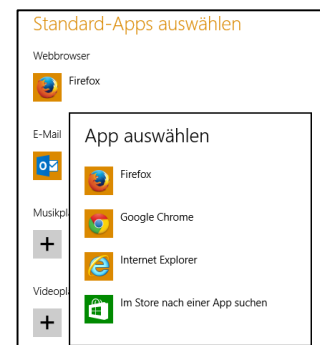 Standard-Apps auswählen
Webbrowser
Firefox
E-Mail
Musikpl
Videopl
App auswählen
Firefox
Google Chrome
Internet Explorer
Im Store nach einer App suchen